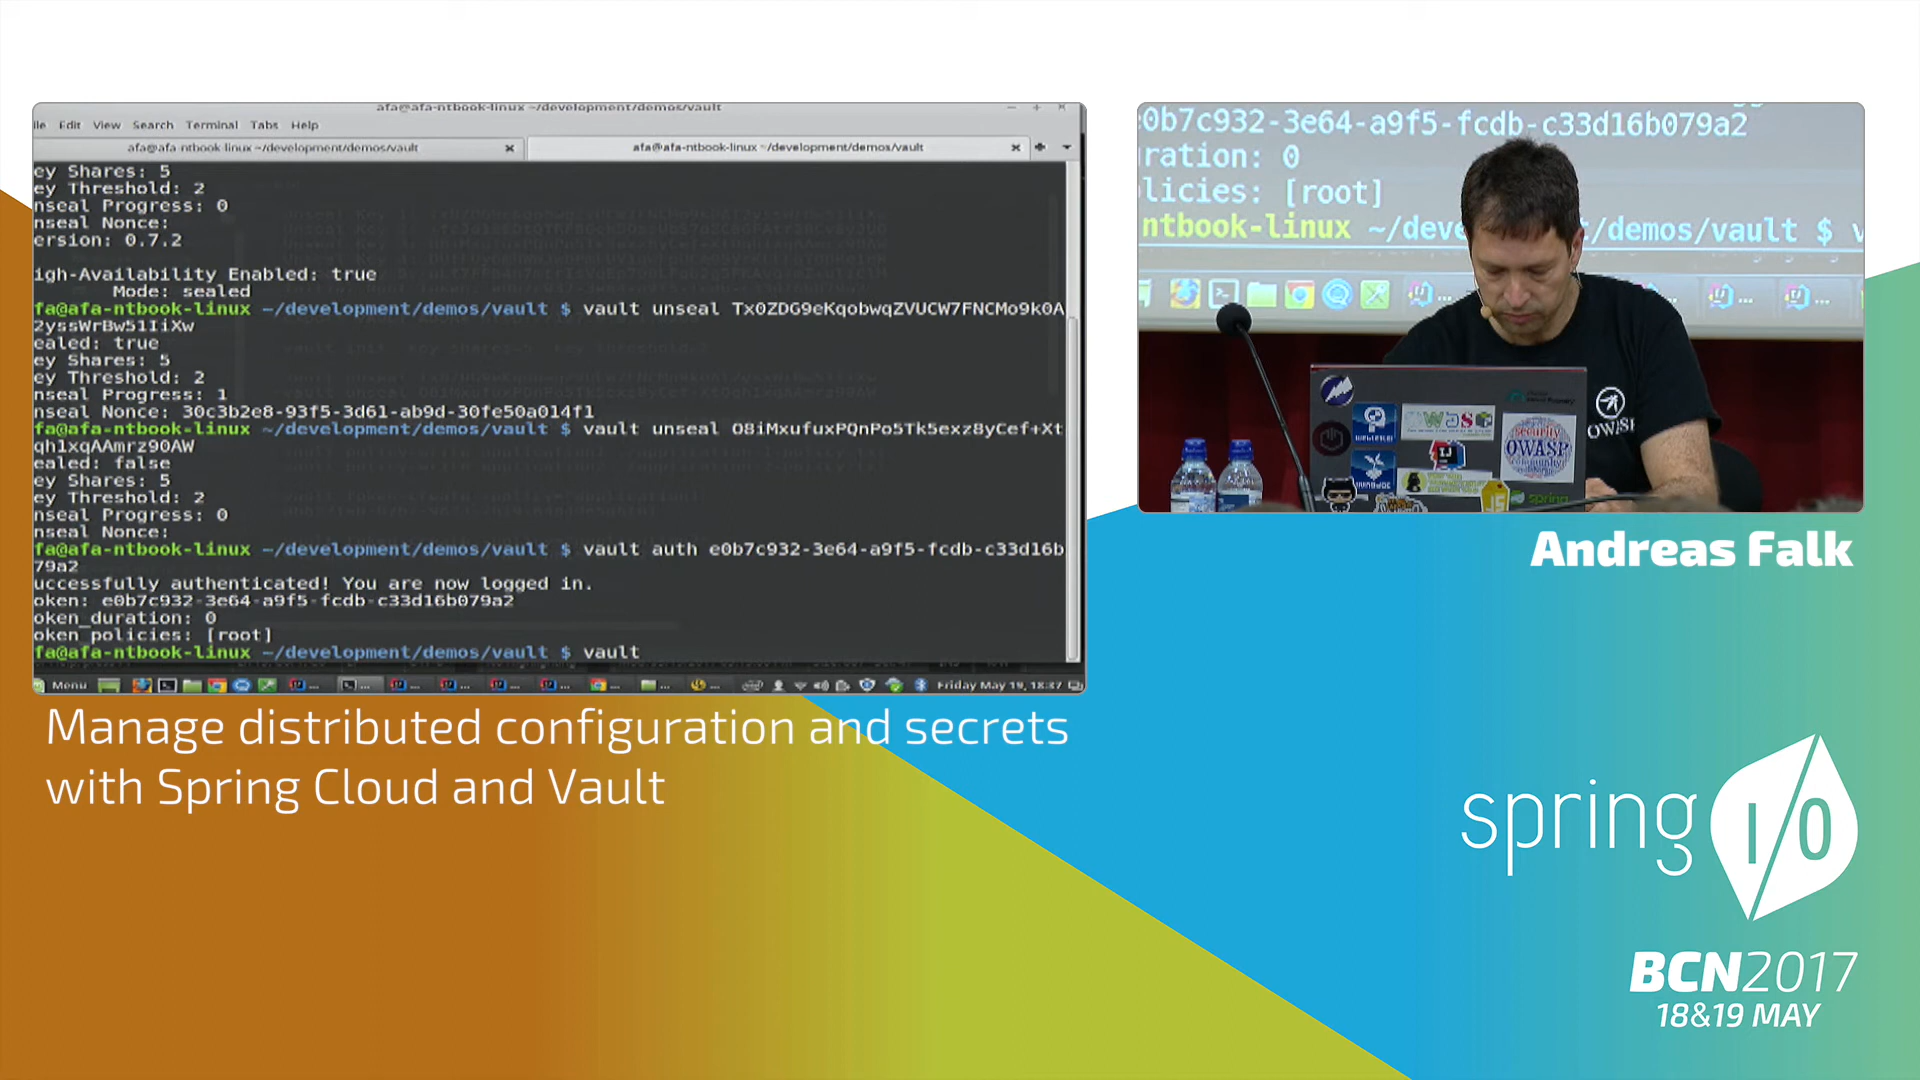 afa@afa-ntbook-linux ~/development/demos/vault
ile Edit View Search Terminal Tabs Help
afa@afa-ntbook-linux ~/development/demos/vault
afa@afa-ntbook-linux ~/development/demos/vault
ey Shares: 5
ey Threshold: 2
nseal Progress: 0
nseal Nonce:
ersion: 0.7.2
igh-Availability Enabled: true
Mode: sealed
fa@afa-ntbook-linux ~/development/demos/vault $ vault unseal Tx0ZDG9eKqobwqZVUCW7FNCMo9k0A
2yssWrBw51IiXw
ealed: true
ey Shares: 5
ey Threshold: 2
nseal Progress: 1
nseal Nonce: 30c3b2e8-93f5-3d61-ab9d-30fe50a014f1
fa@afa-ntbook-linux ~/development/demos/vault $ vault unseal O8iMxufuxPQnPo5Tk5exz8yCef+Xt
qh1xqAAmrz90AW
ealed: false
ey Shares: 5
ey Threshold: 2
nseal Progress: 0
nseal Nonce:
fa@afa-ntbook-linux ~/development/demos/vault $ vault auth e0b7c932-3e64-a9f5-fcdb-c33d16b
79a2
uccessfully authenticated! You are now logged in.
oken: e0b7c932-3e64-a9f5-fcdb-c33d16b079a2
oken_duration: 0
oken_policies: [root]
fa@afa-ntbook-linux ~/development/demos/vault $ vault
Menu
Friday May 19, 18:37
e0b7c932-3e64-a9f5-fcdb-c33d16b079a2
ration: 0
licies: [root]
ntbook-linux ~/deve /demos/vault $ v
OWASP
security
OWASP
community
IJ
JS
spring
OWAS
Andreas Falk
Manage distributed configuration and secrets
with Spring Cloud and Vault
spring I/O
BCN2017
18&19 MAY